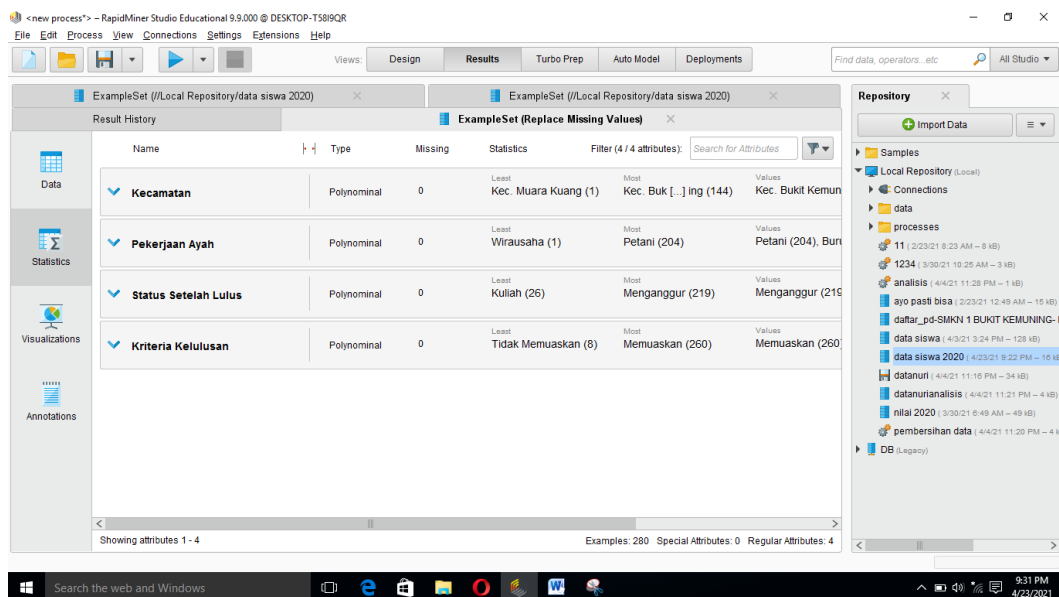 <new process*> – RapidMiner Studio Educational 9.9.000 @ DESKTOP-T58I9QR
File Edit Process View Connections Settings Extensions Help
Views: Design Results Turbo Prep Auto Model Deployments Find data, operators...etc All Studio
ExampleSet (//Local Repository/data siswa 2020) ExampleSet (//Local Repository/data siswa 2020)
Result History ExampleSet (Replace Missing Values)
Name Type Missing Statistics Filter (4 / 4 attributes): Search for Attributes
Data
Statistics
Visualizations
Annotations
Least Most Values
Kecamatan Polynominal 0 Kec. Muara Kuang (1) Kec. Buk [...] ing (144) Kec. Bukit Kemun
Least Most Values
Pekerjaan Ayah Polynominal 0 Wirausaha (1) Petani (204) Petani (204), Buru
Least Most Values
Status Setelah Lulus Polynominal 0 Kuliah (26) Menganggur (219) Menganggur (219
Least Most Values
Kriteria Kelulusan Polynominal 0 Tidak Memuaskan (8) Memuaskan (260) Memuaskan (260)
Showing attributes 1 - 4 Examples: 280 Special Attributes: 0 Regular Attributes: 4
Repository
Import Data
Samples
Local Repository (Local)
Connections
data
processes
11 ( 2/23/21 8:23 AM – 8 kB)
1234 ( 3/30/21 10:25 AM – 3 kB)
analisis ( 4/4/21 11:28 PM – 1 kB)
ayo pasti bisa ( 2/23/21 12:49 AM – 15 kB)
daftar_pd-SMKN 1 BUKIT KEMUNING-
data siswa ( 4/3/21 3:24 PM – 128 kB)
data siswa 2020 ( 4/23/21 9:22 PM – 16 kB
datanuri ( 4/4/21 11:16 PM – 34 kB)
datanurianalisis ( 4/4/21 11:21 PM – 4 kB)
nilai 2020 ( 3/30/21 6:49 AM – 49 kB)
pembersihan data ( 4/4/21 11:20 PM – 4 k
DB (Legacy)
Search the web and Windows
9:31 PM
4/23/2021